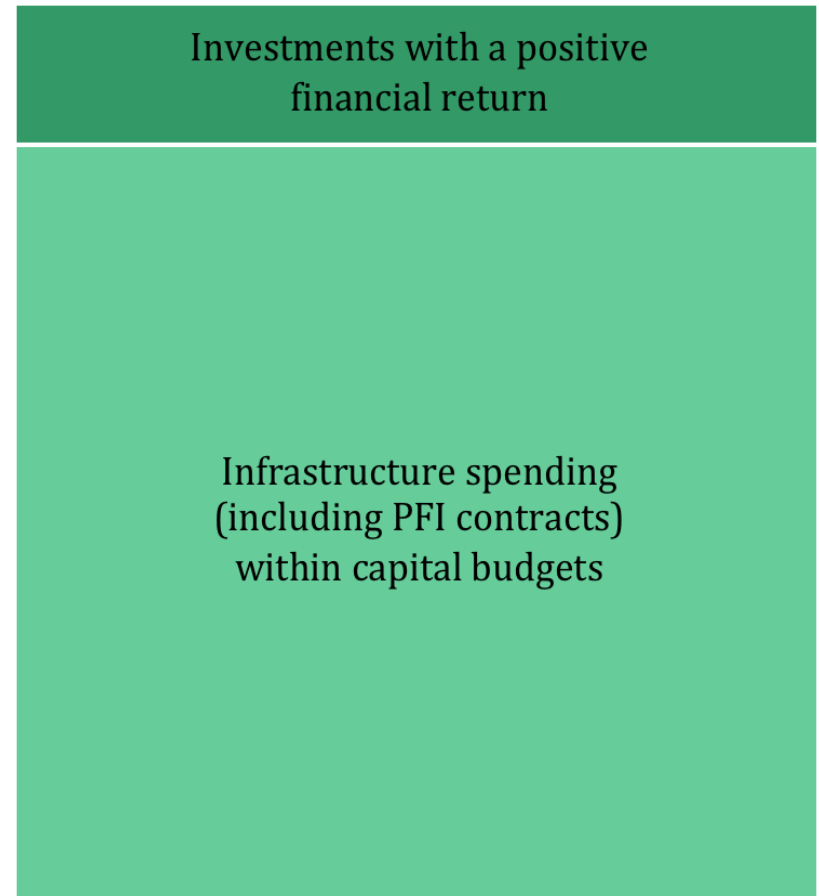 Investments with a positive
financial return
Infrastructure spending
(including PFI contracts)
within capital budgets